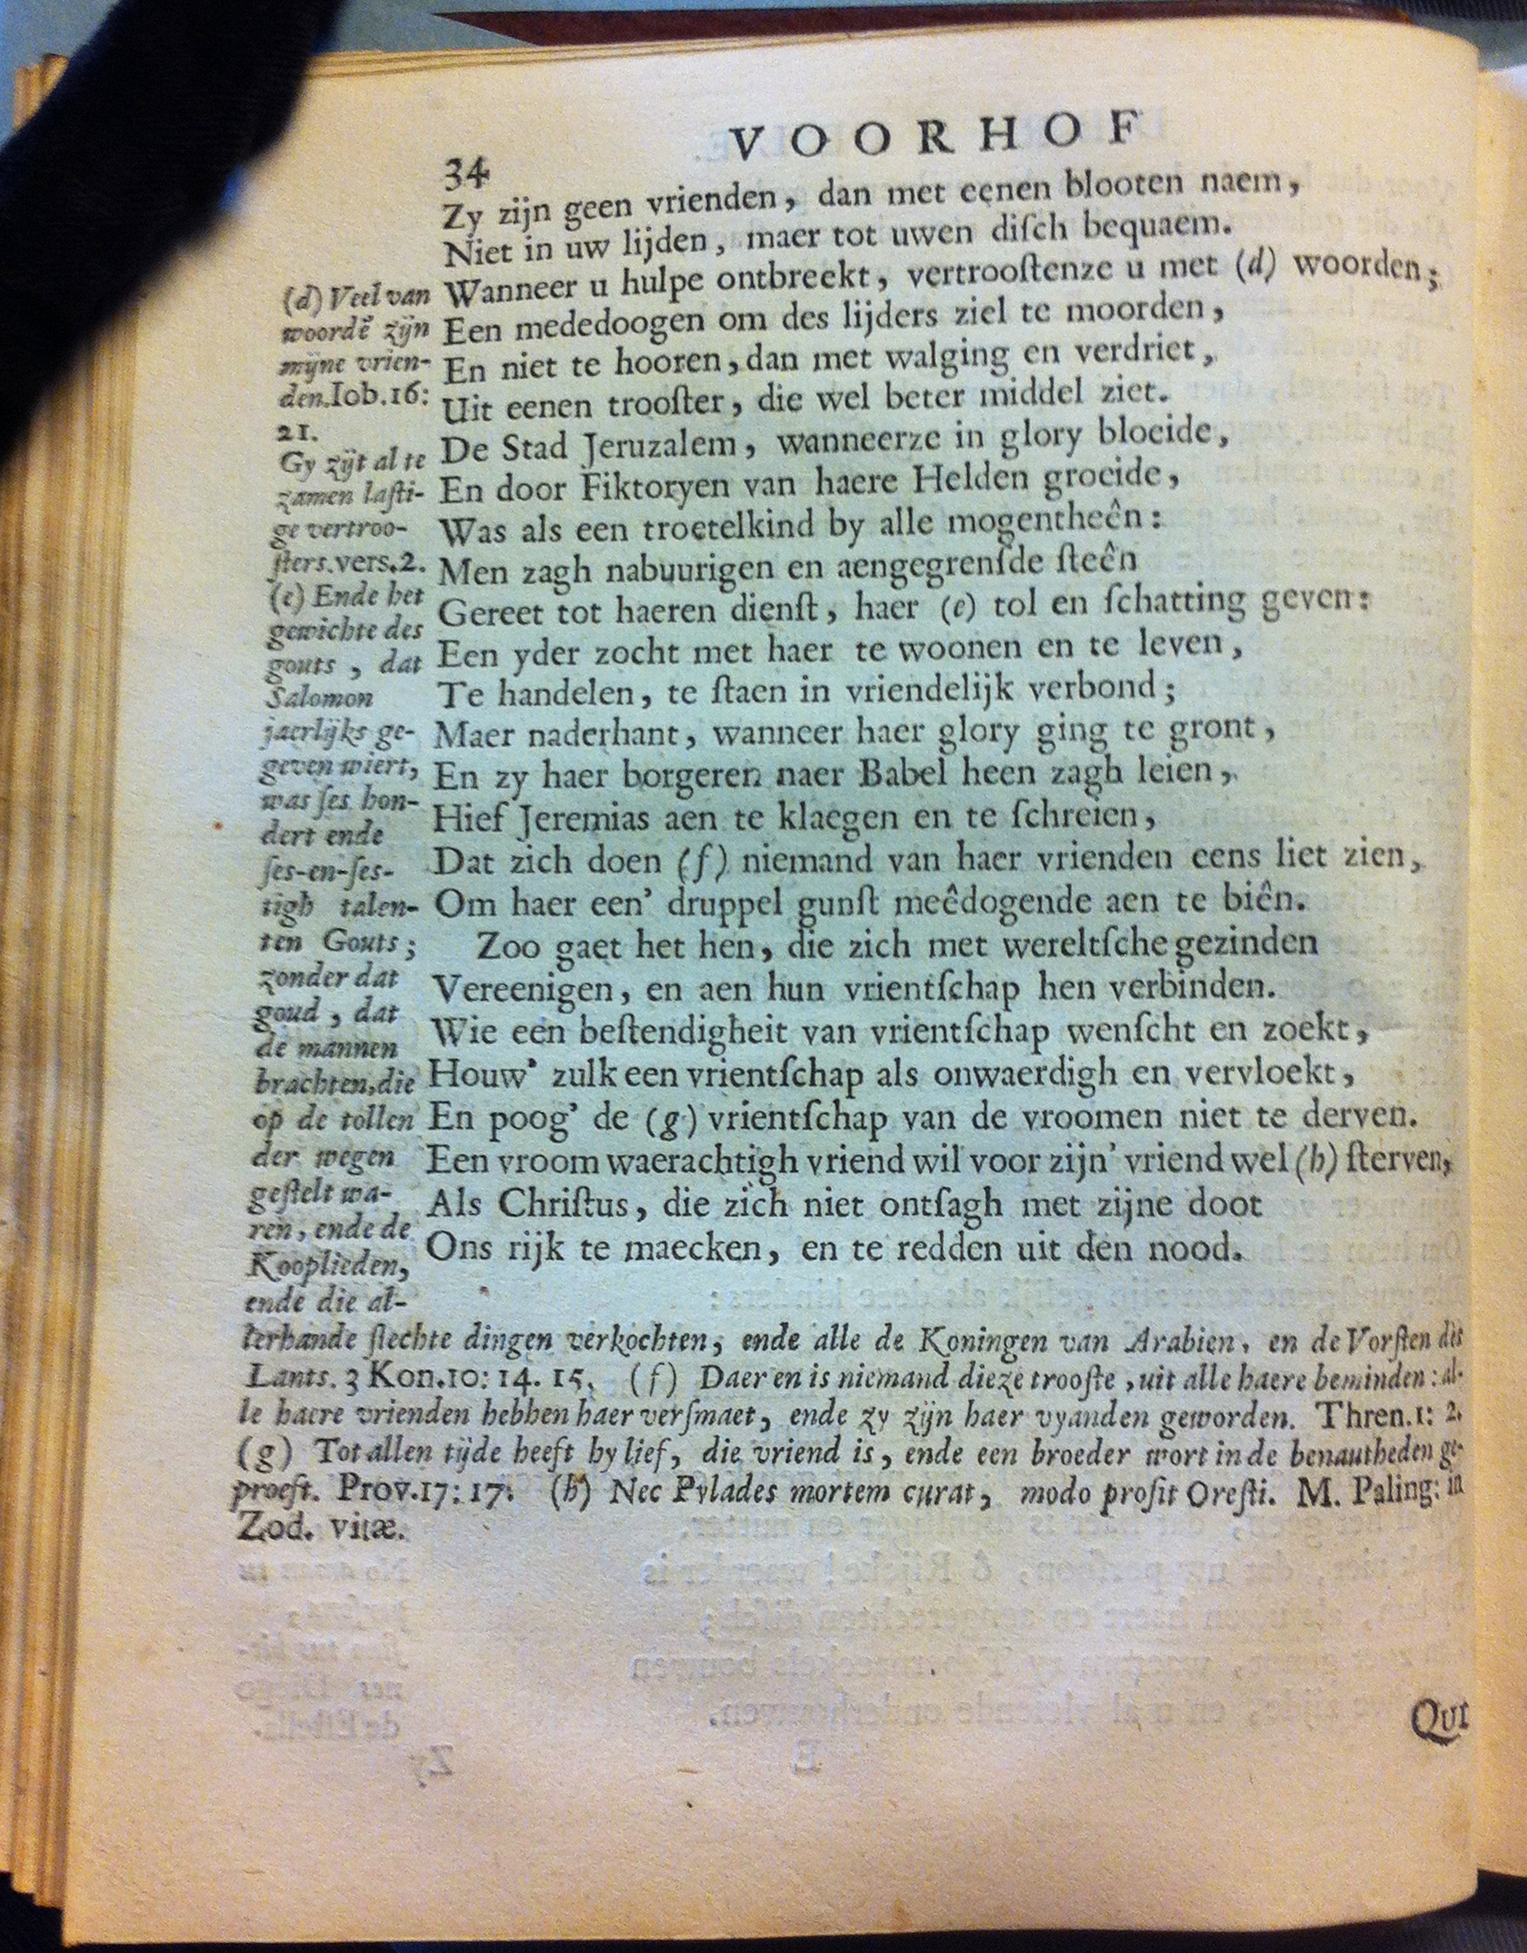 VOORHOF
34
Zy zijn geen vrienden, dan met eenen blooten naem,
Niet in uw lijden, maer tot uwen diſch bequaem.
Wanneer u hulpe ontbreekt, vertrooſtenze u met (d) woorden;
Een mededoogen om des lijders ziel te moorden,
En niet te hooren, dan met walging en verdriet,
Uit eenen trooſter, die wel beter middel ziet.
De Stad Jeruzalem, wanneerze in glory bloeide,
En door Fiktoryen van haere Helden groeide,
Was als een troetelkind by alle mogentheên:
Men zagh nabuurigen en aengegrenſde ſteên
Gereet tot haeren dienſt, haer (e) tol en ſchatting geven:
Een yder zocht met haer te woonen en te leven,
Te handelen, te ſtaen in vriendelijk verbond;
Maer naderhant, wanneer haer glory ging te gront,
En zy haer borgeren naer Babel heen zagh leien,
Hief Jeremias aen te klaegen en te ſchreien,
Dat zich doen (f) niemand van haer vrienden eens liet zien,
Om haer een' druppel gunſt meêdogende aen te biên.
Zoo gaet het hen, die zich met wereltſche gezinden
Vereenigen, en aen hun vrientſchap hen verbinden.
Wie een beſtendigheit van vrientſchap wenſcht en zoekt,
Houw' zulk een vrientſchap als onwaerdigh en vervloekt,
En poog' de (g) vrientſchap van de vroomen niet te derven.
Een vroom waerachtigh vriend wil voor zijn' vriend wel (h) ſterven,
Als Chriſtus, die zich niet ontſagh met zijne doot
Ons rijk te maecken, en te redden uit den nood.
(d) Veel van
woordẽ zijn
mijne vrien-
den. Iob. 16:
21.
Gy zijt al te
zamen laſti-
ge vertroo-
ſters. vers. 2.
(e) Ende het
gewichte des
gouts, dat
Salomon
jaerlijks ge-
geven wiert,
was ſes hon-
dert ende
ſes-en-ſes-
tigh talen-
ten Gouts;
zonder dat
goud, dat
de mannen
brachten, die
op de tollen
der wegen
geſtelt wa-
ren, ende de
Kooplieden,
ende die al-
lerhande ſlechte dingen verkochten, ende alle de Koningen van Arabien, en de Vorſten des
Lants. 3 Kon. 10: 14. 15. (f) Daer en is niemand dieze trooſte, uit alle haere beminden: al-
le haere vrienden hebben haer verſmaet, ende zy zijn haer vyanden geworden. Thren. 1: 2.
(g) Tot allen tijde heeft hy lief, die vriend is, ende een broeder wort in de benautheden ge-
proeft. Prov. 17: 17. (h) Nec Pylades mortem curat, modo proſit Oreſti. M. Paling: in
Zod. vitæ.
QUI